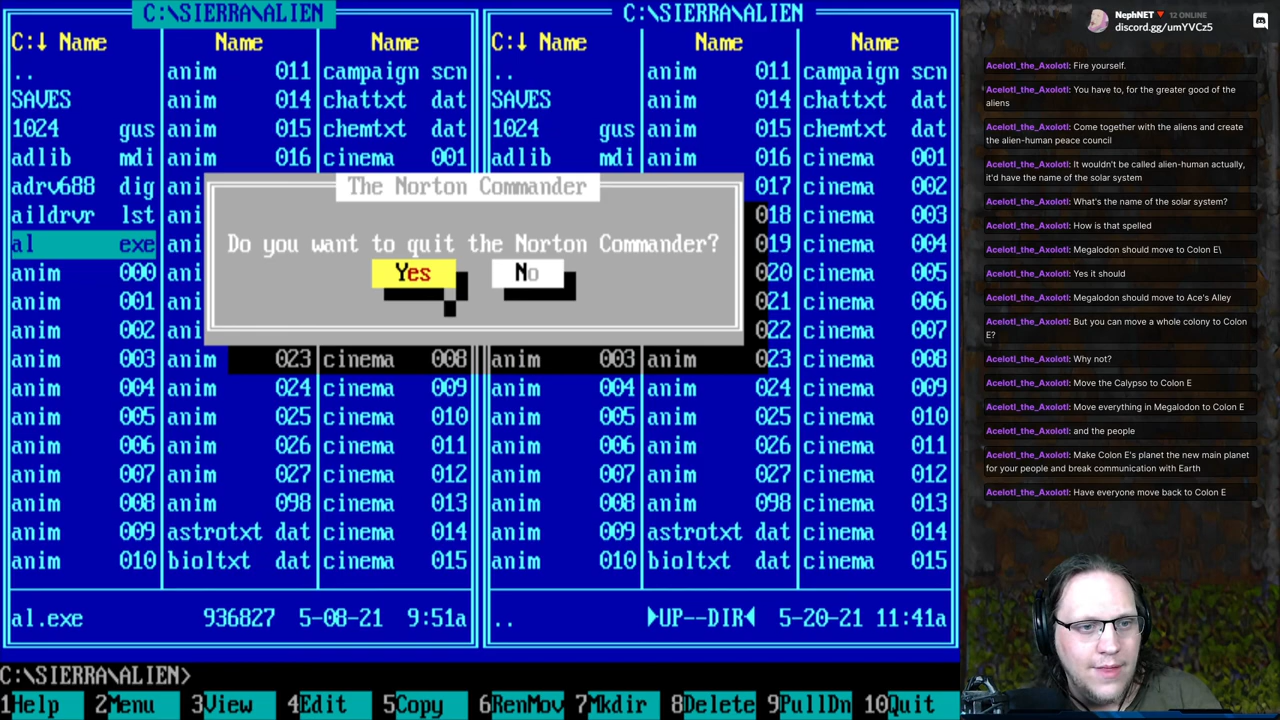 C:\SIERRA\ALIEN
C:↓ Name Name Name
.. anim 011 campaign scn
SAVES anim 014 chattxt dat
1024 gus anim 015 chemtxt dat
adlib mdi anim 016 cinema 001
adrv688 dig ani
aildrvr lst ani
al exe ani
anim 000 ani
anim 001 ani
anim 002 ani
anim 003 anim 023 cinema 008
anim 004 anim 024 cinema 009
anim 005 anim 025 cinema 010
anim 006 anim 026 cinema 011
anim 007 anim 027 cinema 012
anim 008 anim 098 cinema 013
anim 009 astrotxt dat cinema 014
anim 010 bioltxt dat cinema 015
al.exe 936827 5-08-21 9:51a
C:\SIERRA\ALIEN
C:↓ Name Name Name
.. anim 011 campaign scn
SAVES anim 014 chattxt dat
1024 gus anim 015 chemtxt dat
adlib mdi anim 016 cinema 001
017 cinema 002
018 cinema 003
019 cinema 004
020 cinema 005
021 cinema 006
022 cinema 007
anim 003 anim 023 cinema 008
anim 004 anim 024 cinema 009
anim 005 anim 025 cinema 010
anim 006 anim 026 cinema 011
anim 007 anim 027 cinema 012
anim 008 anim 098 cinema 013
anim 009 astrotxt dat cinema 014
anim 010 bioltxt dat cinema 015
.. ►UP--DIR◄ 5-20-21 11:41a
The Norton Commander
Do you want to quit the Norton Commander?
Yes No
C:\SIERRA\ALIEN>
1Help 2Menu 3View 4Edit 5Copy 6RenMov 7Mkdir 8Delete 9PullDn 10Quit
NephNET 12 ONLINE
discord.gg/umYVCz5
Acelotl_the_Axolotl: Fire yourself.
Acelotl_the_Axolotl: You have to, for the greater good of the
aliens
Acelotl_the_Axolotl: Come together with the aliens and create
the alien-human peace council
Acelotl_the_Axolotl: It wouldn't be called alien-human actually,
it'd have the name of the solar system
Acelotl_the_Axolotl: What's the name of the solar system?
Acelotl_the_Axolotl: How is that spelled
Acelotl_the_Axolotl: Megalodon should move to Colon E\
Acelotl_the_Axolotl: Yes it should
Acelotl_the_Axolotl: Megalodon should move to Ace's Alley
Acelotl_the_Axolotl: But you can move a whole colony to Colon
E?
Acelotl_the_Axolotl: Why not?
Acelotl_the_Axolotl: Move the Calypso to Colon E
Acelotl_the_Axolotl: Move everything in Megalodon to Colon E
Acelotl_the_Axolotl: and the people
Acelotl_the_Axolotl: Make Colon E's planet the new main planet
for your people and break communication with Earth
Acelotl_the_Axolotl: Have everyone move back to Colon E